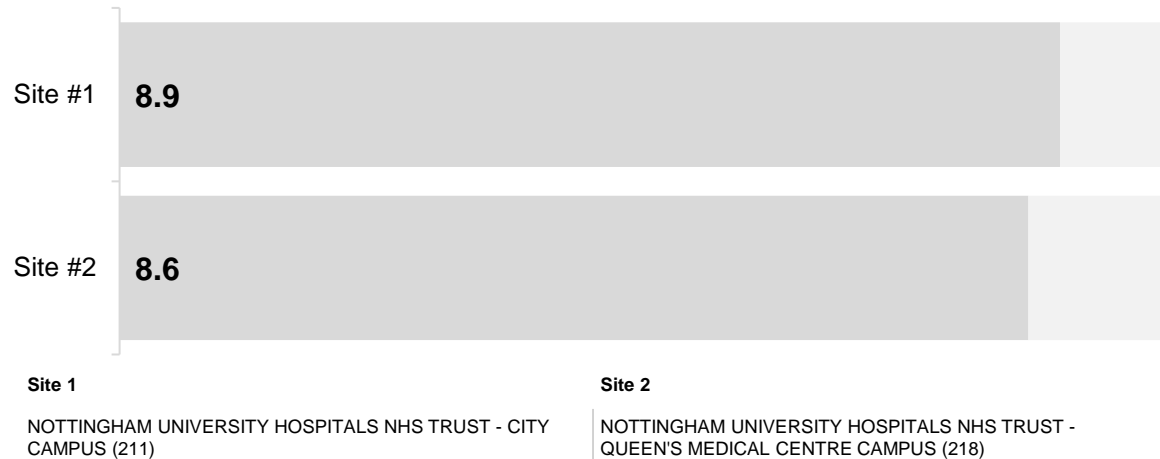 Site #1
8.9
Site #2
8.6
Site 1
NOTTINGHAM UNIVERSITY HOSPITALS NHS TRUST - CITY
CAMPUS (211)
Site 2
NOTTINGHAM UNIVERSITY HOSPITALS NHS TRUST -
QUEEN'S MEDICAL CENTRE CAMPUS (218)